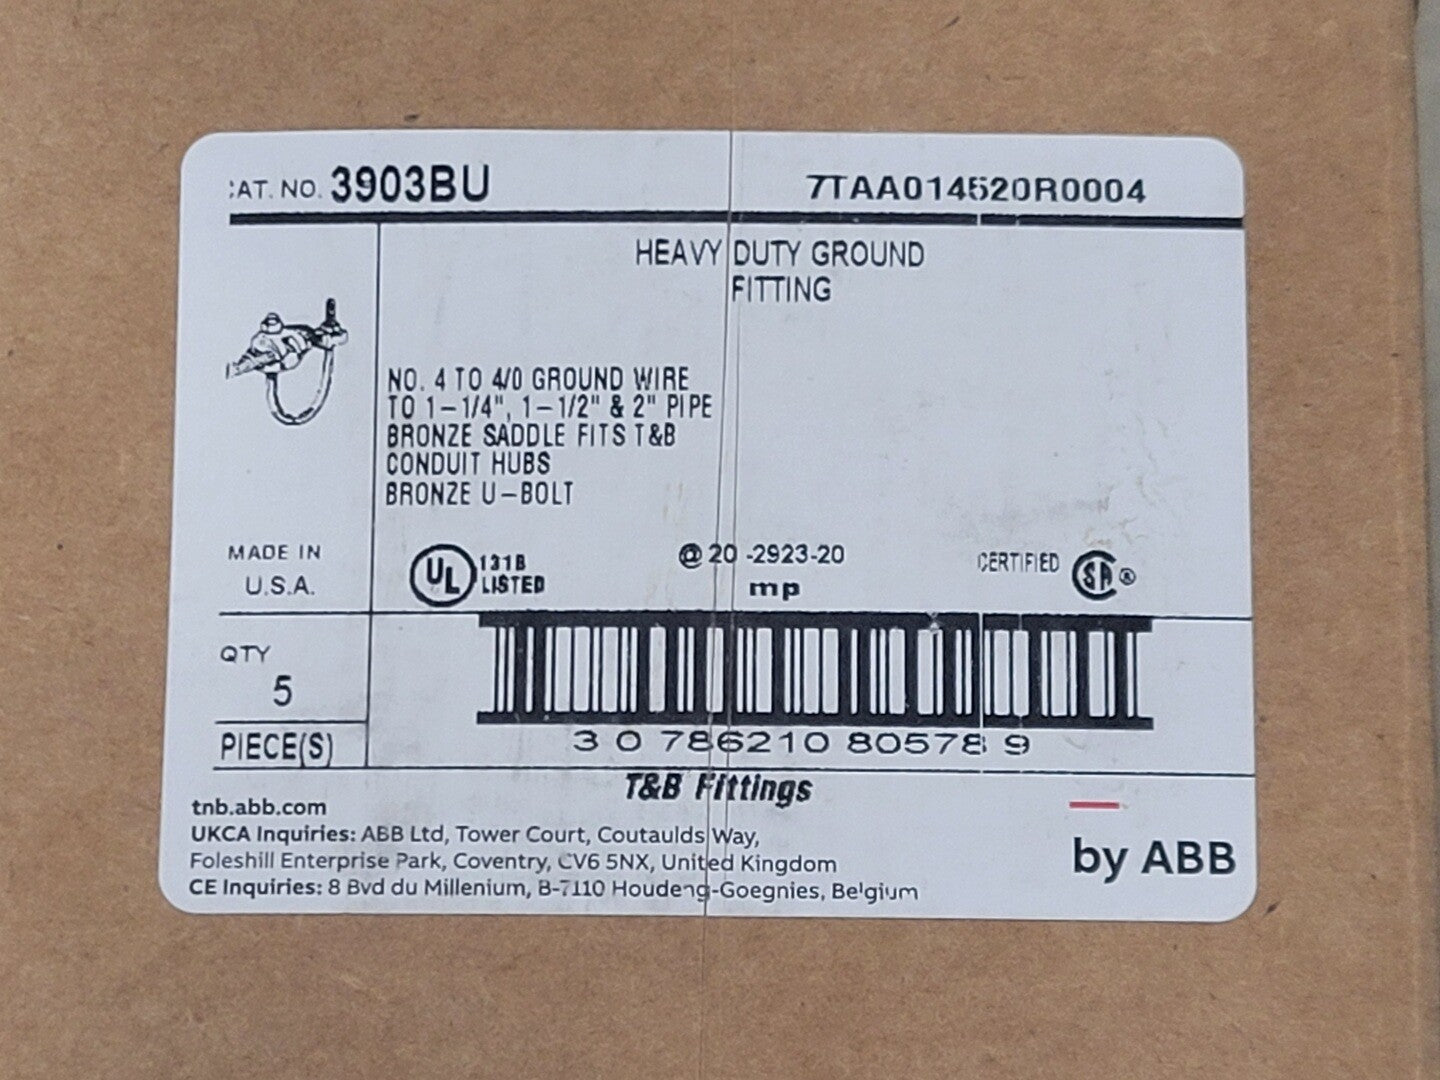 CAT. NO. 3903BU 7TAA014520R0004
HEAVY DUTY GROUND
FITTING
NO. 4 TO 4/0 GROUND WIRE
TO 1-1/4", 1-1/2" & 2" PIPE
BRONZE SADDLE FITS T&B
CONDUIT HUBS
BRONZE U-BOLT
MADE IN
U.S.A.
UL 131B
LISTED
@ 20 -2923-20
mp
CERTIFIED SA ®
QTY
5
PIECE(S)
3 0 786210 80578 9
T&B Fittings
tnb.abb.com
UKCA Inquiries: ABB Ltd, Tower Court, Coutaulds Way,
Foleshill Enterprise Park, Coventry, CV6 5NX, United Kingdom
CE Inquiries: 8 Bvd du Millenium, B-7110 Houdeng-Goegnies, Belgium
by ABB